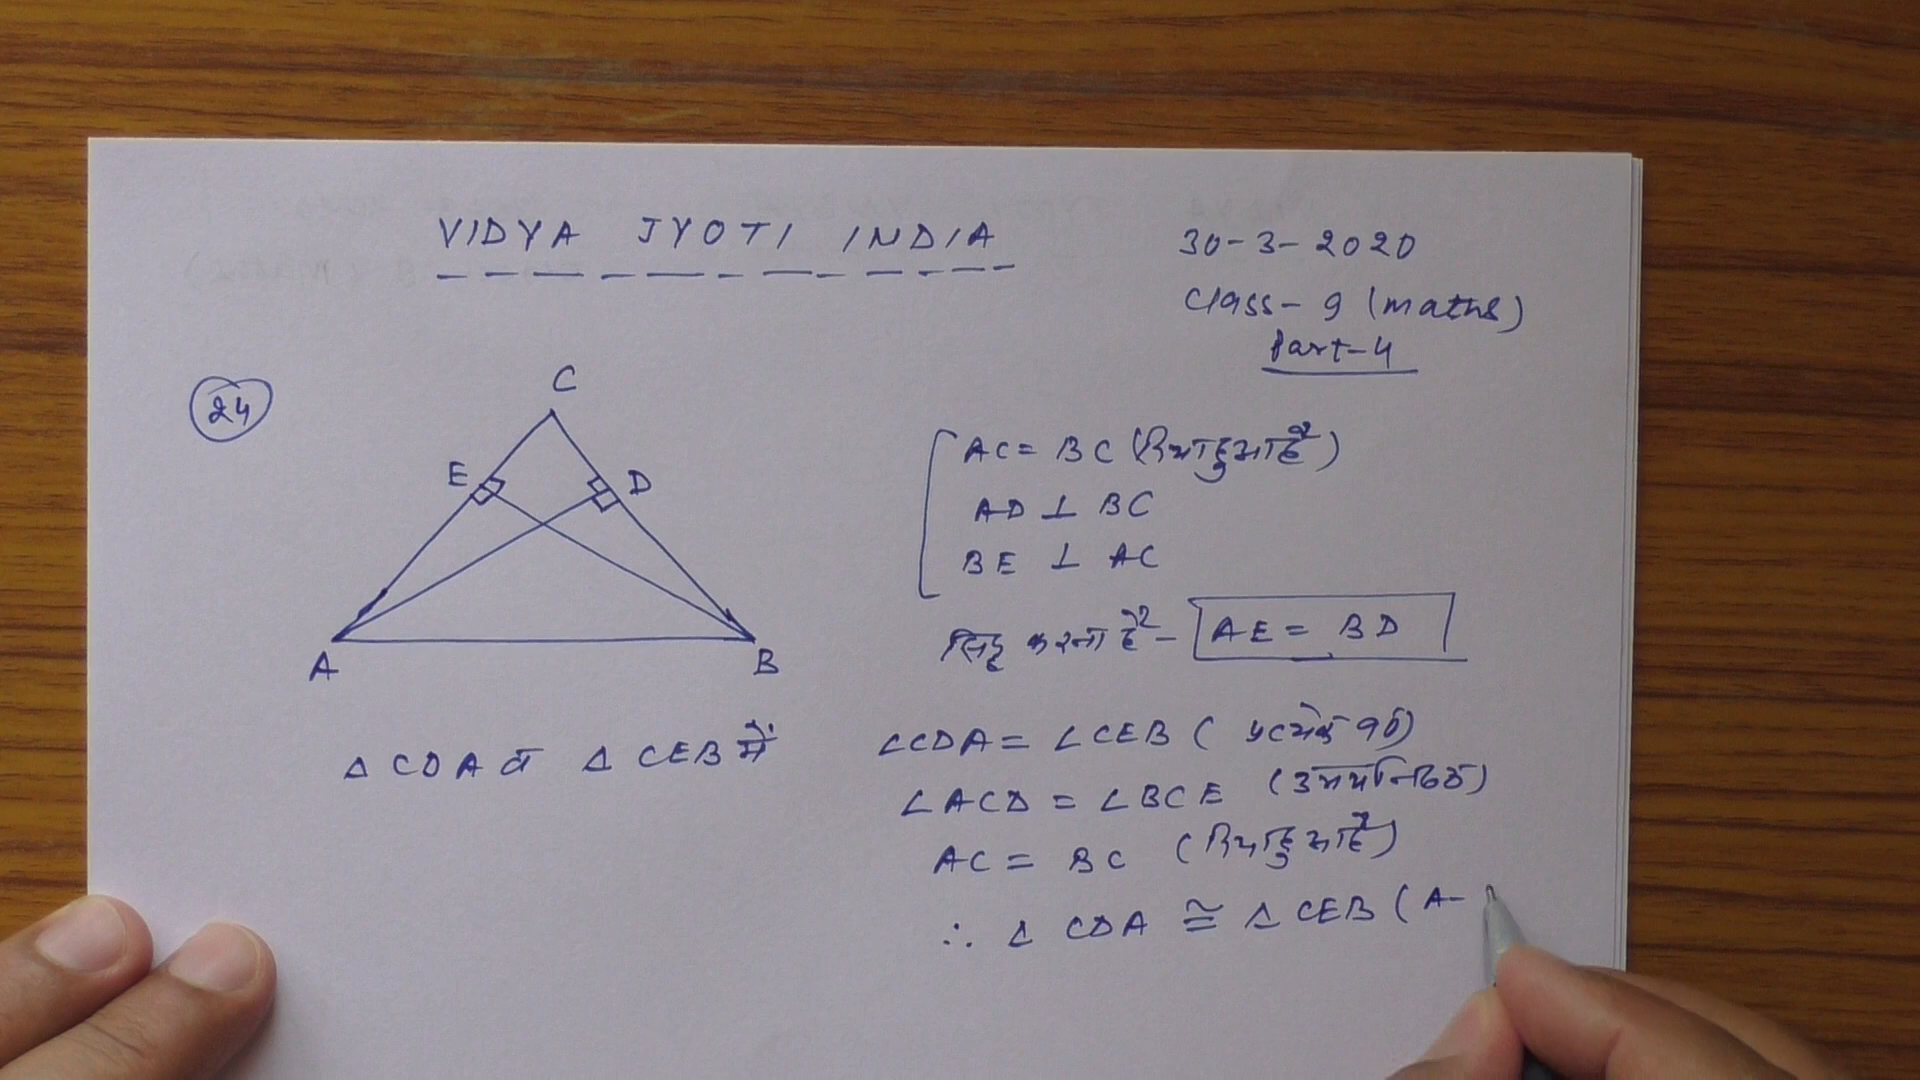 VIDYA JYOTI INDIA
30-3-2020
Class-9 (maths)
Part-4
24
C
E
D
A
B
AC = BC (दिया हुआ है)
AD ⊥ BC
BE ⊥ AC
सिद्ध करना है - AE = BD
△ CDA व △ CEB में
∠CDA = ∠CEB ( प्रत्येक 90)
∠ACD = ∠BCE (उभयनिष्ठ)
AC = BC (दिया हुआ है)
∴ △ CDA ≅ △ CEB ( A-